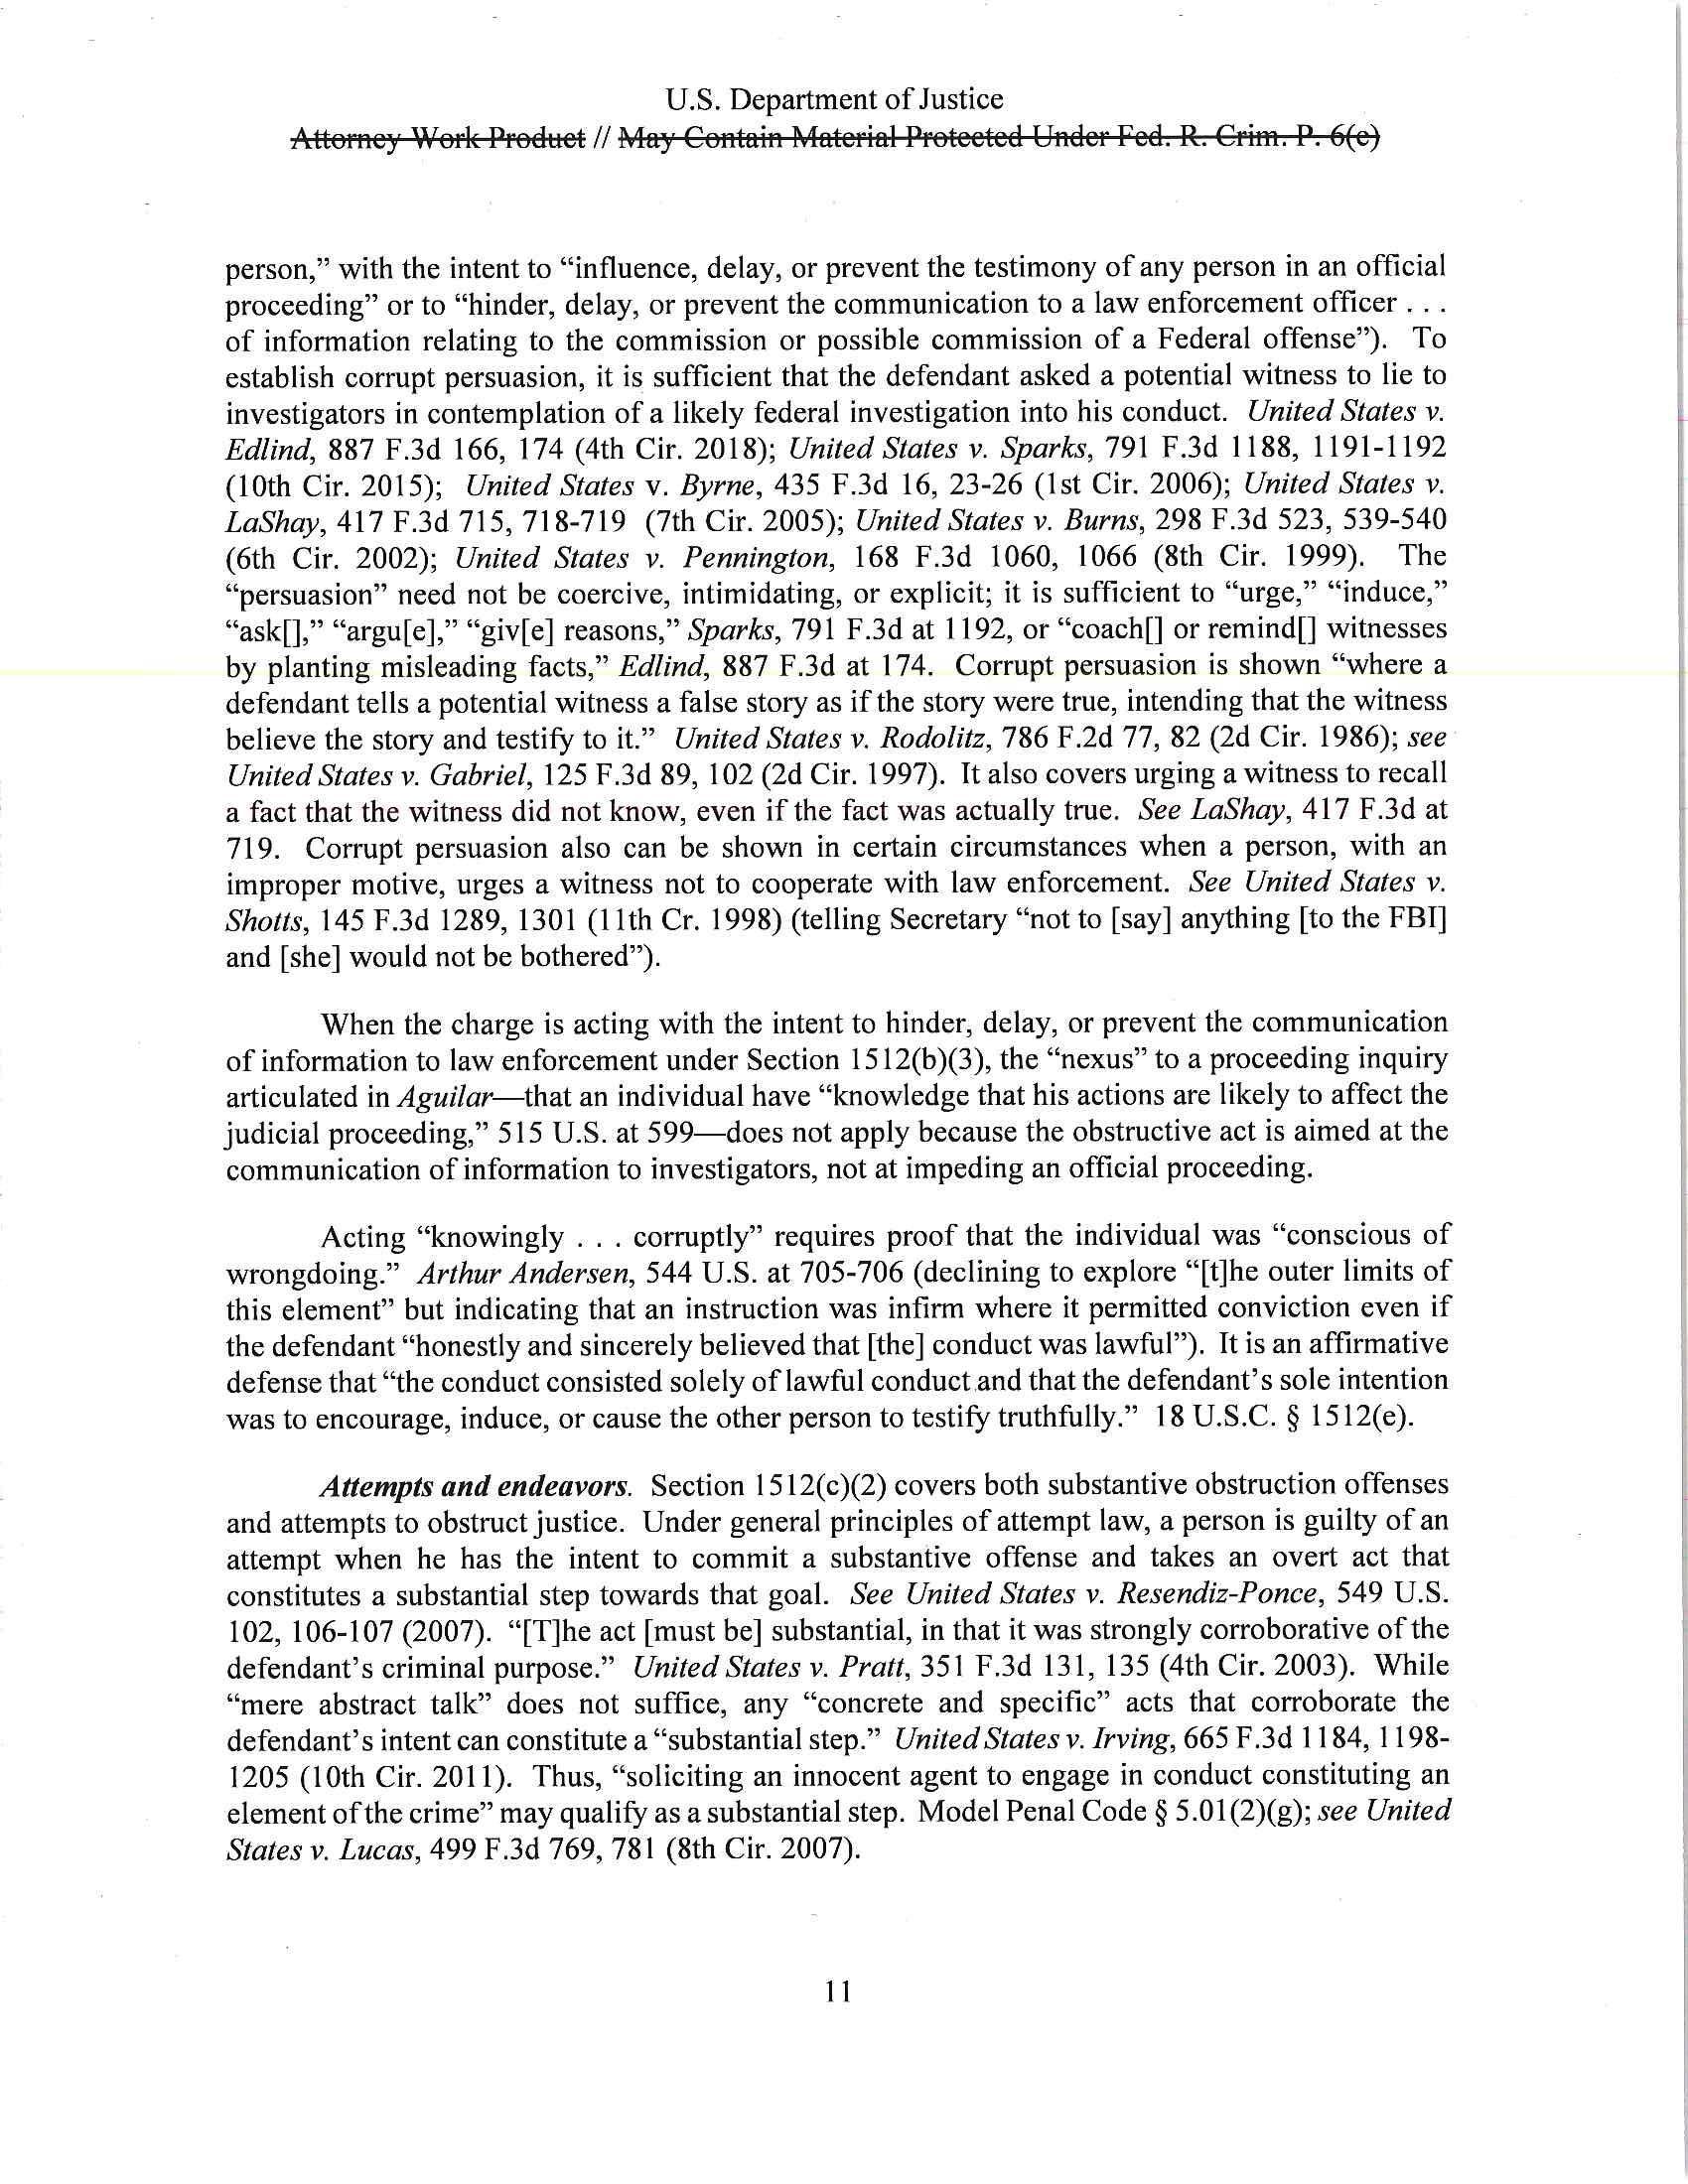 U.S. Department of Justice
Attorney Work Product // May Contain Material Protected Under Fed. R. Crim. P. 6(e)
person,” with the intent to “influence, delay, or prevent the testimony of any person in an official
proceeding” or to “hinder, delay, or prevent the communication to a law enforcement officer . . .
of information relating to the commission or possible commission of a Federal offense”). To
establish corrupt persuasion, it is sufficient that the defendant asked a potential witness to lie to
investigators in contemplation of a likely federal investigation into his conduct. United States v.
Edlind, 887 F.3d 166, 174 (4th Cir. 2018); United States v. Sparks, 791 F.3d 1188, 1191-1192
(10th Cir. 2015); United States v. Byrne, 435 F.3d 16, 23-26 (1st Cir. 2006); United States v.
LaShay, 417 F.3d 715, 718-719 (7th Cir. 2005); United States v. Burns, 298 F.3d 523, 539-540
(6th Cir. 2002); United States v. Pennington, 168 F.3d 1060, 1066 (8th Cir. 1999). The
“persuasion” need not be coercive, intimidating, or explicit; it is sufficient to “urge,” “induce,”
“ask[],” “argu[e],” “giv[e] reasons,” Sparks, 791 F.3d at 1192, or “coach[] or remind[] witnesses
by planting misleading facts,” Edlind, 887 F.3d at 174. Corrupt persuasion is shown “where a
defendant tells a potential witness a false story as if the story were true, intending that the witness
believe the story and testify to it.” United States v. Rodolitz, 786 F.2d 77, 82 (2d Cir. 1986); see
United States v. Gabriel, 125 F.3d 89, 102 (2d Cir. 1997). It also covers urging a witness to recall
a fact that the witness did not know, even if the fact was actually true. See LaShay, 417 F.3d at
719. Corrupt persuasion also can be shown in certain circumstances when a person, with an
improper motive, urges a witness not to cooperate with law enforcement. See United States v.
Shotts, 145 F.3d 1289, 1301 (11th Cr. 1998) (telling Secretary “not to [say] anything [to the FBI]
and [she] would not be bothered”).
When the charge is acting with the intent to hinder, delay, or prevent the communication
of information to law enforcement under Section 1512(b)(3), the “nexus” to a proceeding inquiry
articulated in Aguilar—that an individual have “knowledge that his actions are likely to affect the
judicial proceeding,” 515 U.S. at 599—does not apply because the obstructive act is aimed at the
communication of information to investigators, not at impeding an official proceeding.
Acting “knowingly . . . corruptly” requires proof that the individual was “conscious of
wrongdoing.” Arthur Andersen, 544 U.S. at 705-706 (declining to explore “[t]he outer limits of
this element” but indicating that an instruction was infirm where it permitted conviction even if
the defendant “honestly and sincerely believed that [the] conduct was lawful”). It is an affirmative
defense that “the conduct consisted solely of lawful conduct and that the defendant’s sole intention
was to encourage, induce, or cause the other person to testify truthfully.” 18 U.S.C. § 1512(e).
Attempts and endeavors. Section 1512(c)(2) covers both substantive obstruction offenses
and attempts to obstruct justice. Under general principles of attempt law, a person is guilty of an
attempt when he has the intent to commit a substantive offense and takes an overt act that
constitutes a substantial step towards that goal. See United States v. Resendiz-Ponce, 549 U.S.
102, 106-107 (2007). “[T]he act [must be] substantial, in that it was strongly corroborative of the
defendant’s criminal purpose.” United States v. Pratt, 351 F.3d 131, 135 (4th Cir. 2003). While
“mere abstract talk” does not suffice, any “concrete and specific” acts that corroborate the
defendant’s intent can constitute a “substantial step.” United States v. Irving, 665 F.3d 1184, 1198-
1205 (10th Cir. 2011). Thus, “soliciting an innocent agent to engage in conduct constituting an
element of the crime” may qualify as a substantial step. Model Penal Code § 5.01(2)(g); see United
States v. Lucas, 499 F.3d 769, 781 (8th Cir. 2007).
11